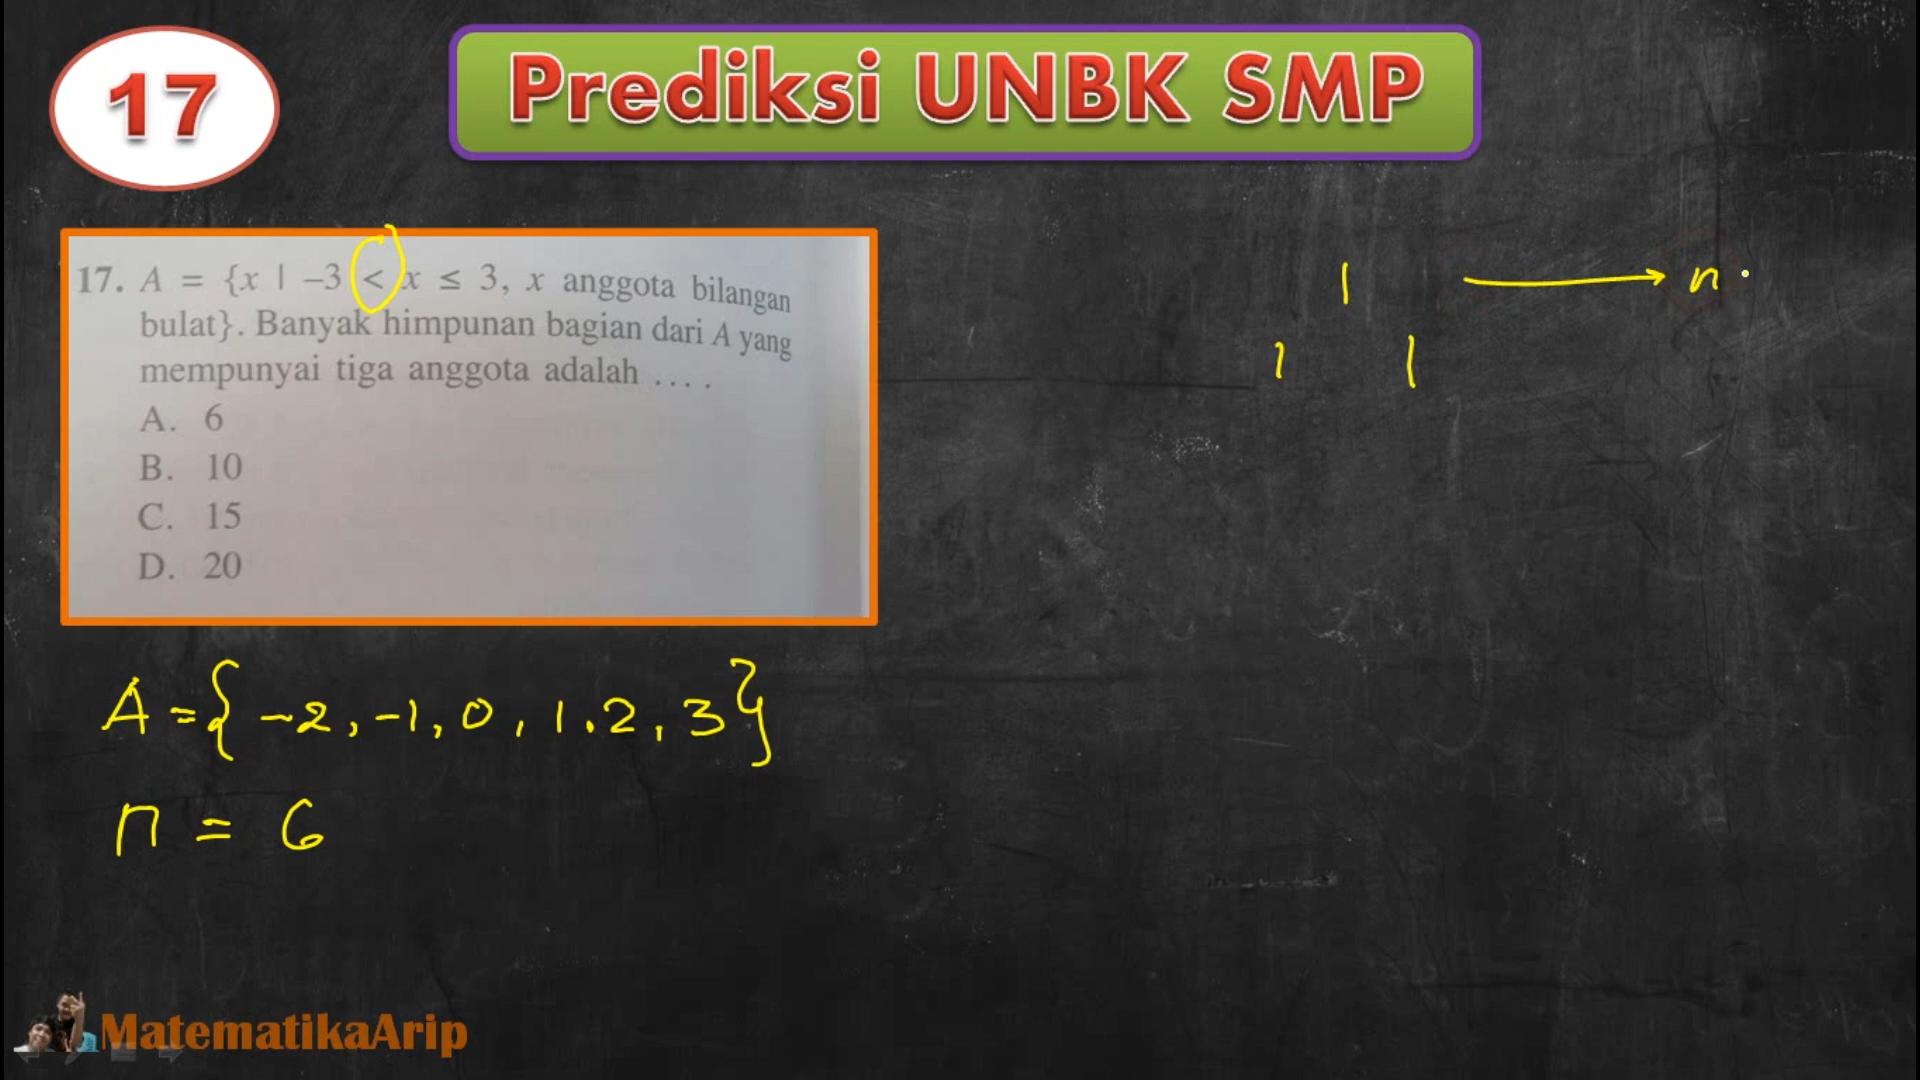 17
Prediksi UNBK SMP
17. A = {x | –3 < x ≤ 3, x anggota bilangan
bulat}. Banyak himpunan bagian dari A yang
mempunyai tiga anggota adalah ....
A. 6
B. 10
C. 15
D. 20
A = { -2, -1, 0, 1. 2, 3 }
n = 6
1 → n
1 1
MatematikaArip